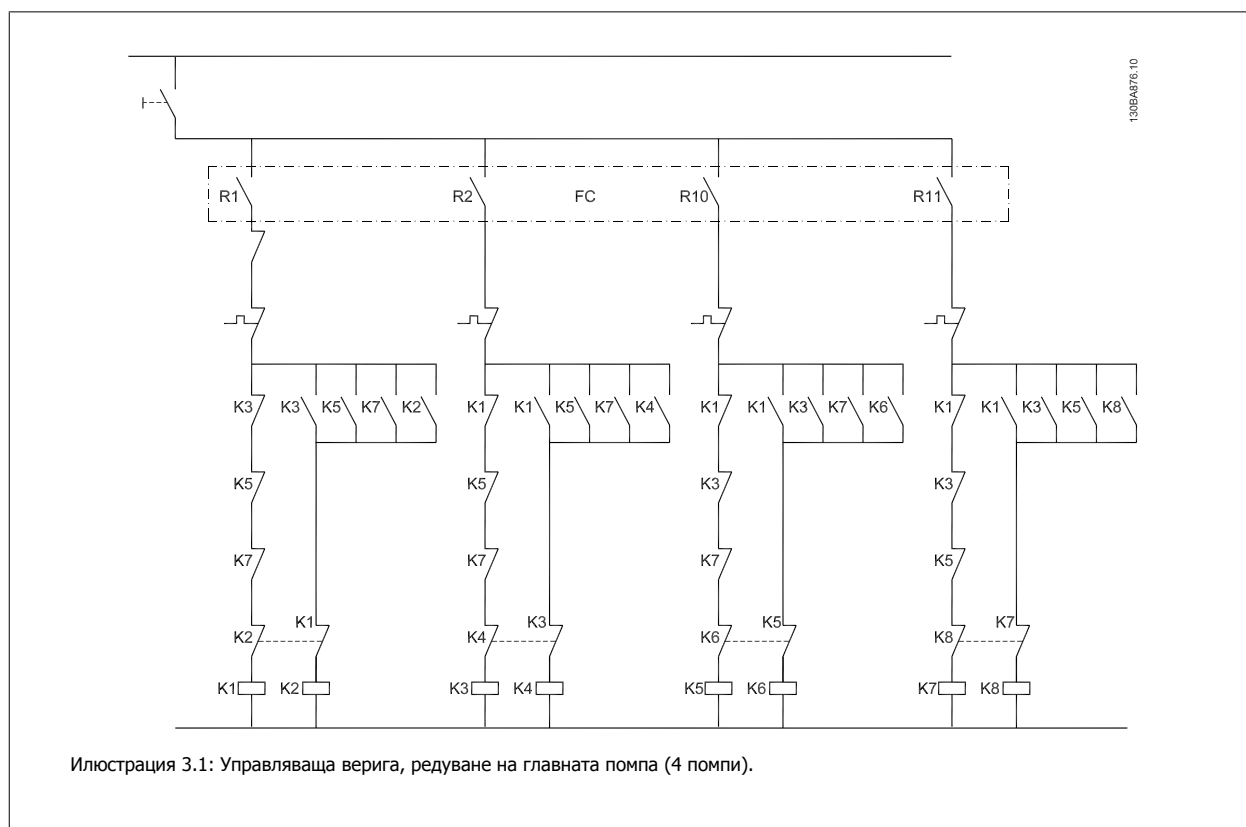 130BA876.10
R1 R2 FC R10 R11
K3 K3 K5 K7 K2 K1 K1 K5 K7 K4 K1 K1 K3 K7 K6 K1 K1 K3 K5 K8
K5 K5 K3 K3
K7 K7 K7 K5
K2 K1 K4 K3 K6 K5 K8 K7
K1 K2 K3 K4 K5 K6 K7 K8
Илюстрация 3.1: Управляваща верига, редуване на главната помпа (4 помпи).